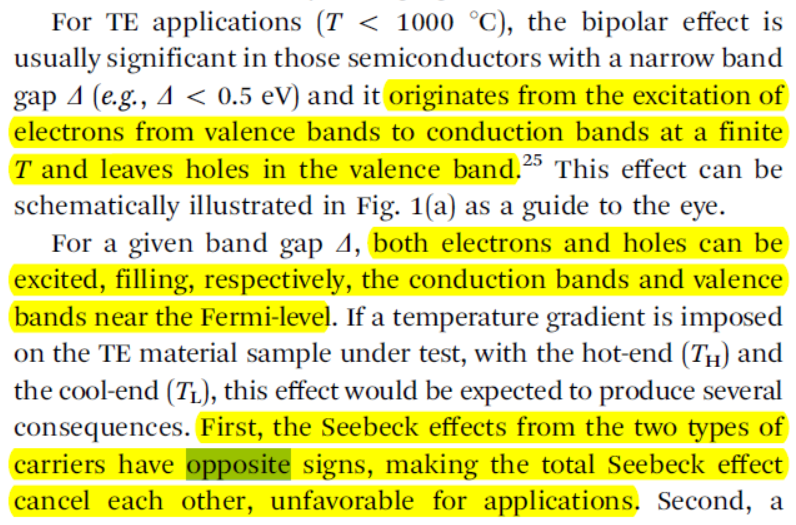 For TE applications (T < 1000 °C), the bipolar effect is
usually significant in those semiconductors with a narrow band
gap Δ (e.g., Δ < 0.5 eV) and it originates from the excitation of
electrons from valence bands to conduction bands at a finite
T and leaves holes in the valence band.²⁵ This effect can be
schematically illustrated in Fig. 1(a) as a guide to the eye.
For a given band gap Δ, both electrons and holes can be
excited, filling, respectively, the conduction bands and valence
bands near the Fermi-level. If a temperature gradient is imposed
on the TE material sample under test, with the hot-end (T_H) and
the cool-end (T_L), this effect would be expected to produce several
consequences. First, the Seebeck effects from the two types of
carriers have opposite signs, making the total Seebeck effect
cancel each other, unfavorable for applications. Second, a